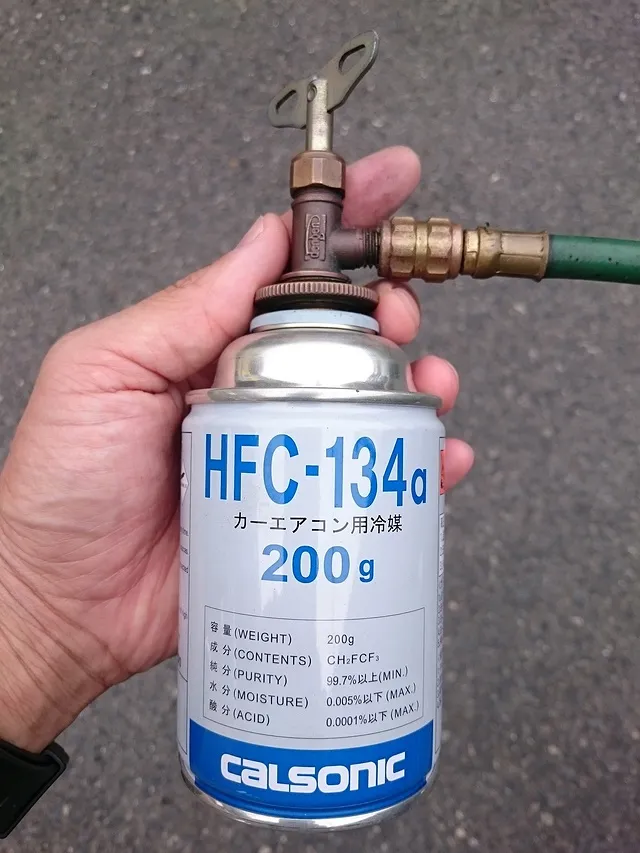 dengen
HFC-134a
カーエアコン用冷媒
200g
容 量 (WEIGHT) 200g
成 分 (CONTENTS) CH₂FCF₃
純 分 (PURITY) 99.7%以上(MIN.)
水 分 (MOISTURE) 0.005%以下 (MAX.)
酸 分 (ACID) 0.0001%以下 (MAX.)
CALSONIC